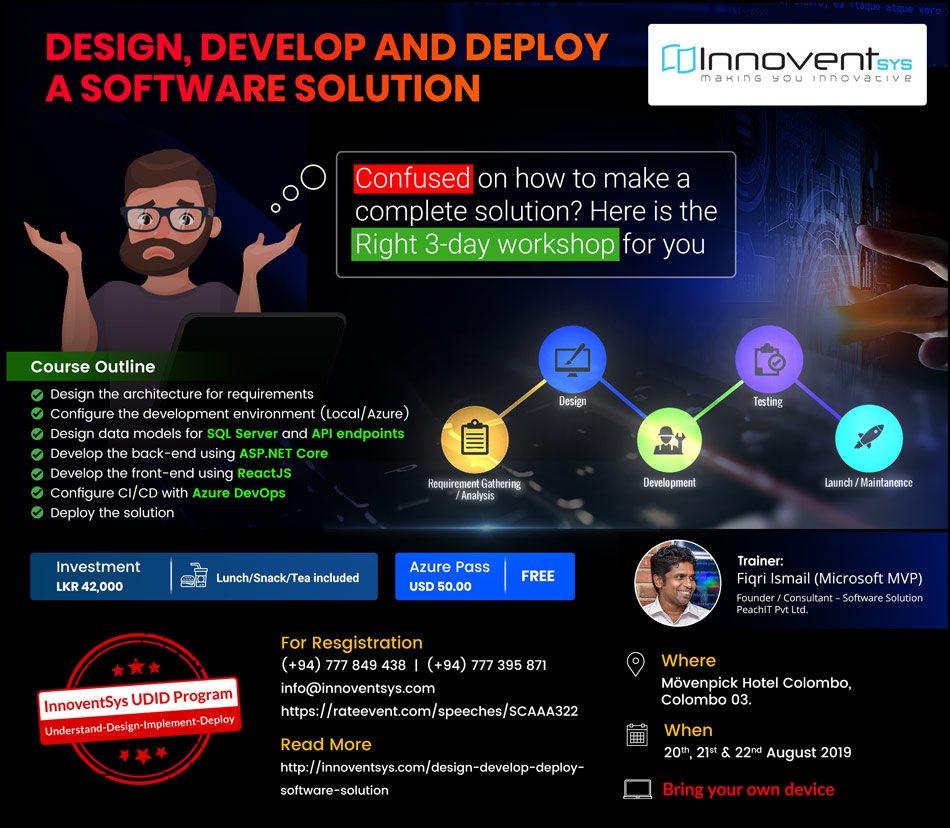 DESIGN, DEVELOP AND DEPLOY
A SOFTWARE SOLUTION
Innovent sys
making you innovative
Confused on how to make a
complete solution? Here is the
Right 3-day workshop for you
Course Outline
Design the architecture for requirements
Configure the development environment (Local/Azure)
Design data models for SQL Server and API endpoints
Develop the back-end using ASP.NET Core
Develop the front-end using ReactJS
Configure CI/CD with Azure DevOps
Deploy the solution
Requirement Gathering
/ Analysis
Design
Development
Testing
Launch / Maintanence
Investment
LKR 42,000
Lunch/Snack/Tea included
Azure Pass
USD 50.00
FREE
Trainer:
Fiqri Ismail (Microsoft MVP)
Founder / Consultant – Software Solution
PeachIT Pvt Ltd.
InnoventSys UDID Program
Understand-Design-Implement-Deploy
For Resgistration
(+94) 777 849 438 | (+94) 777 395 871
info@innoventsys.com
https://rateevent.com/speeches/SCAAA322
Read More
http://innoventsys.com/design-develop-deploy-
software-solution
Where
Mövenpick Hotel Colombo,
Colombo 03.
When
20th, 21st & 22nd August 2019
Bring your own device